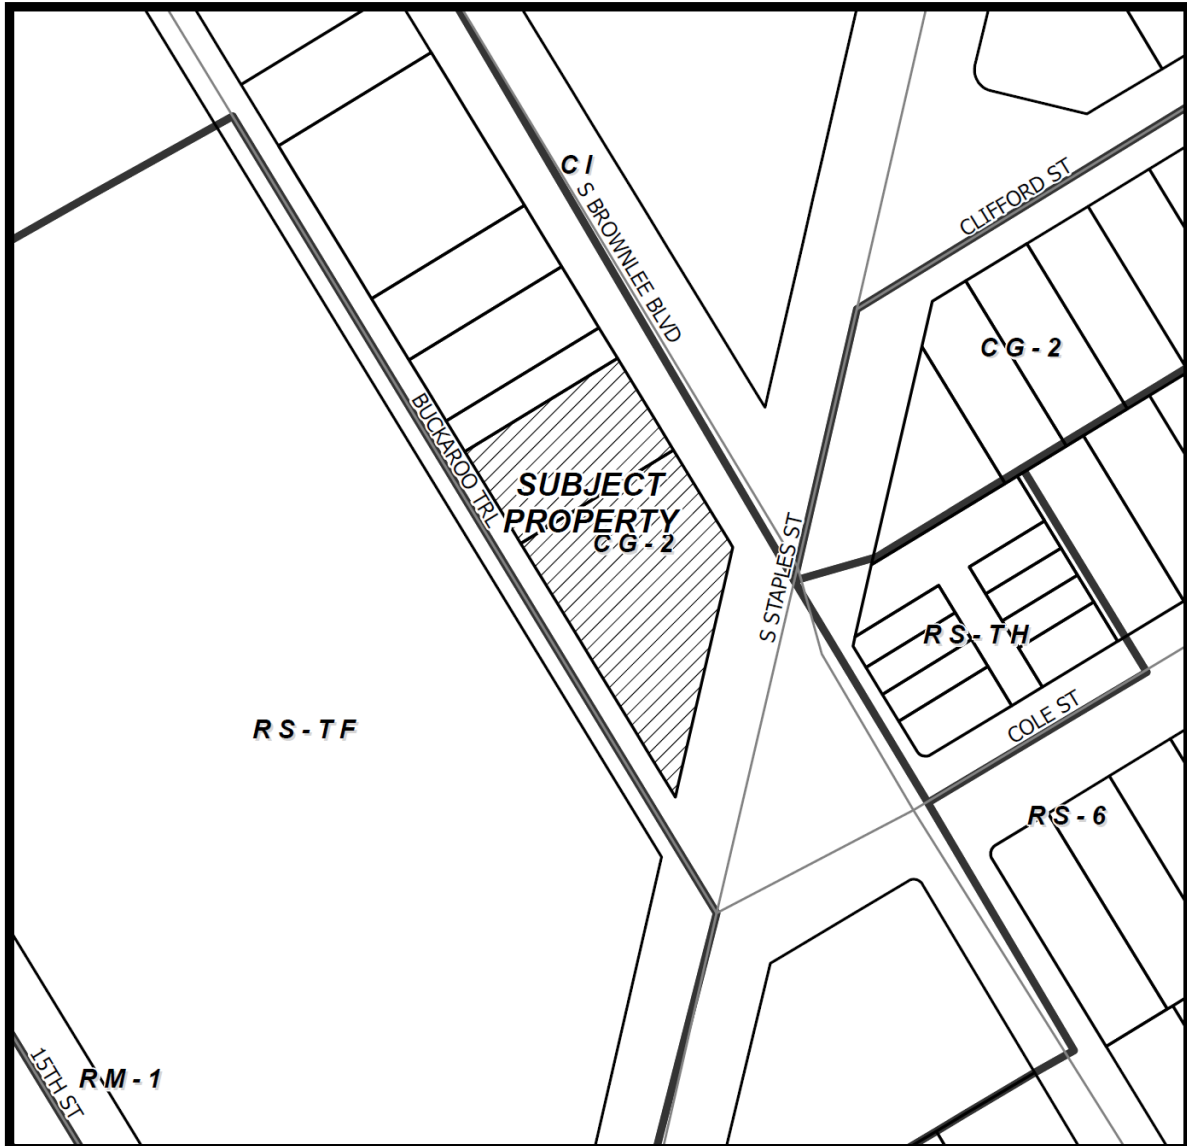 C I
S BROWNLEE BLVD
CLIFFORD ST
CG-2
BUCKAROO TRL
SUBJECT
PROPERTY
CG-2
S STAPLES ST
RS-TH
RS-TF
COLE ST
RS-6
15TH ST
RM-1